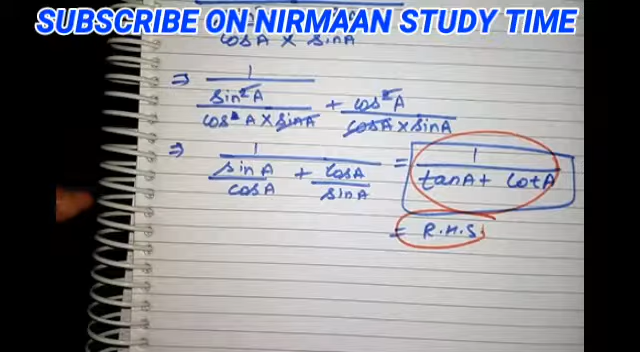 SUBSCRIBE ON NIRMAAN STUDY TIME
cosA × sinA
⇒ 1 / (sin²A / cos²A × sinA + cos²A / cosA × sinA)
⇒ 1 / (sinA / cosA + cosA / sinA) = 1 / (tanA + cotA)
= R.H.S.